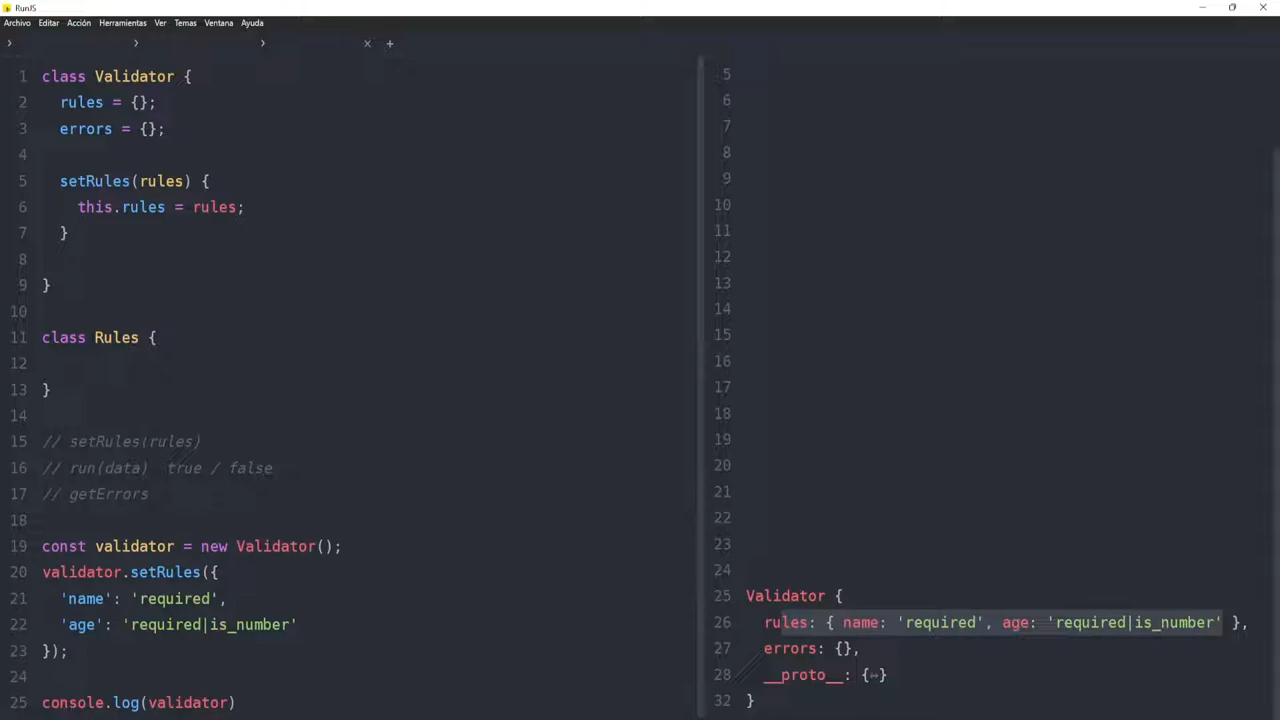 RunJS
Archivo Editar Acción Herramientas Ver Temas Ventana Ayuda
1 class Validator {
2 rules = {};
3 errors = {};
4
5 setRules(rules) {
6 this.rules = rules;
7 }
8
9 }
10
11 class Rules {
12
13 }
14
15 // setRules(rules)
16 // run(data) true / false
17 // getErrors
18
19 const validator = new Validator();
20 validator.setRules({
21 'name': 'required',
22 'age': 'required|is_number'
23 });
24
25 console.log(validator)
5
6
7
8
9
10
11
12
13
14
15
16
17
18
19
20
21
22
23
24
25 Validator {
26 rules: { name: 'required', age: 'required|is_number' },
27 errors: {},
28 __proto__: {↔}
32 }